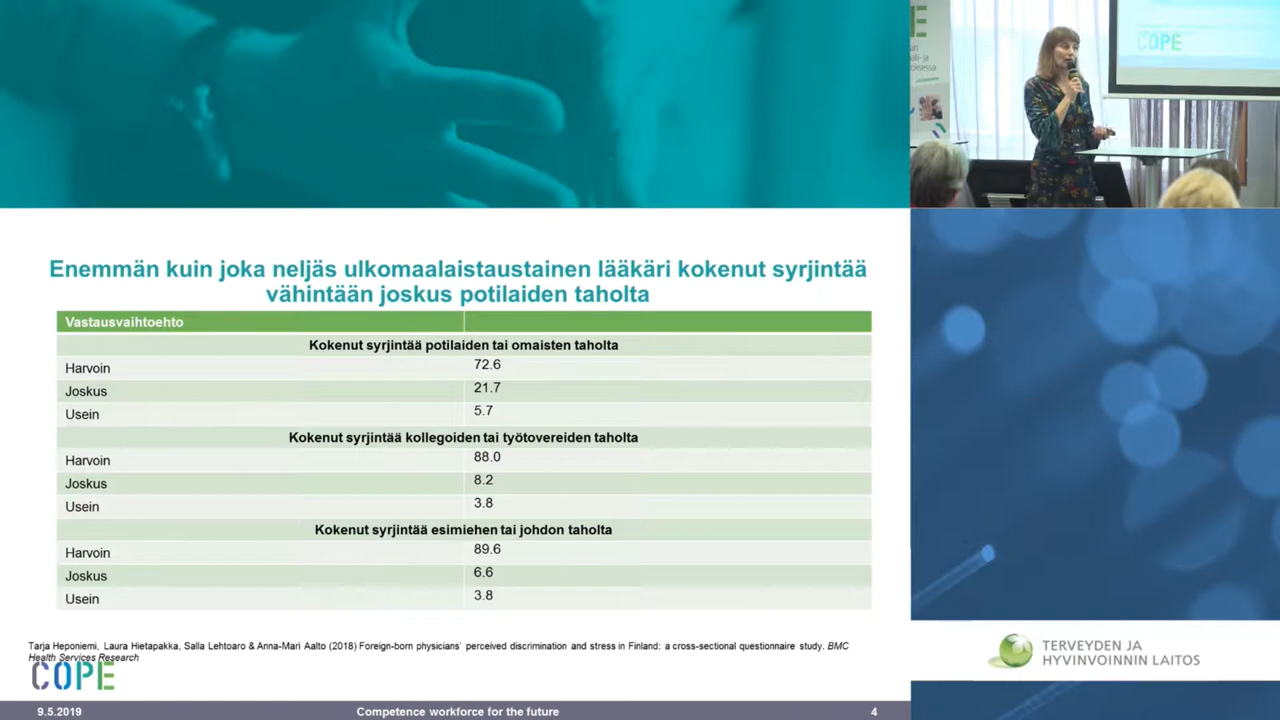 Enemmän kuin joka neljäs ulkomaalaistaustainen lääkäri kokenut syrjintää
vähintään joskus potilaiden taholta
Vastausvaihtoehto
Kokenut syrjintää potilaiden tai omaisten taholta
Harvoin 72.6
Joskus 21.7
Usein 5.7
Kokenut syrjintää kollegoiden tai työtovereiden taholta
Harvoin 88.0
Joskus 8.2
Usein 3.8
Kokenut syrjintää esimiehen tai johdon taholta
Harvoin 89.6
Joskus 6.6
Usein 3.8
Tarja Heponiemi, Laura Hietapakka, Salla Lehtoaro & Anna-Mari Aalto (2018) Foreign-born physicians' perceived discrimination and stress in Finland: a cross-sectional questionnaire study. BMC
Health Services Research
COPE
9.5.2019 Competence workforce for the future 4
COPE
TERVEYDEN JA
HYVINVOINNIN LAITOS